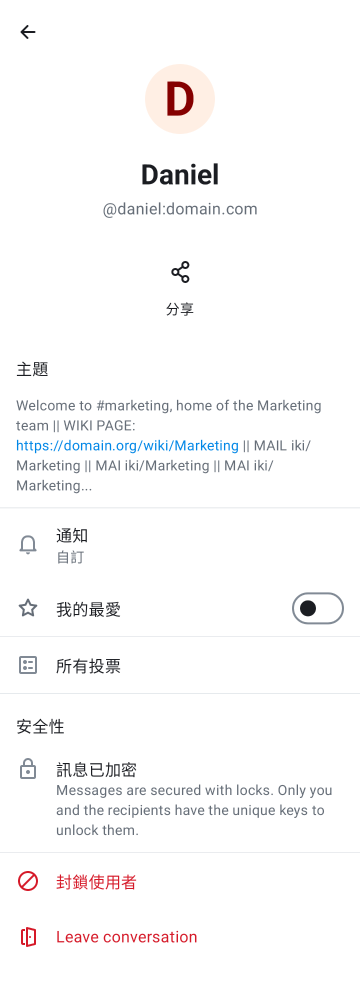 D
Daniel
@daniel:domain.com
分享
主題
Welcome to #marketing, home of the Marketing
team || WIKI PAGE:
https://domain.org/wiki/Marketing || MAIL iki/
Marketing || MAI iki/Marketing || MAI iki/
Marketing...
通知
自訂
我的最愛
所有投票
安全性
訊息已加密
Messages are secured with locks. Only you
and the recipients have the unique keys to
unlock them.
封鎖使用者
Leave conversation